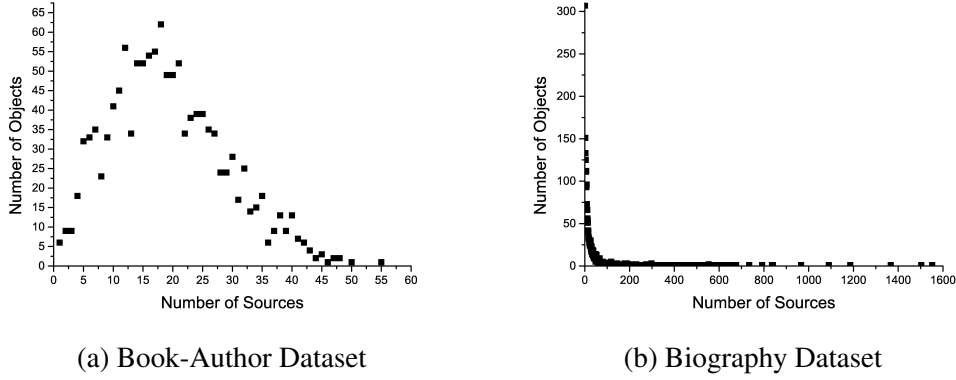 65
60
55
50
45
40
35
30
25
20
15
10
5
0
Number of Objects
0 5 10 15 20 25 30 35 40 45 50 55 60
Number of Sources
(a) Book-Author Dataset
300
250
200
150
100
50
0
Number of Objects
0 200 400 600 800 1000 1200 1400 1600
Number of Sources
(b) Biography Dataset